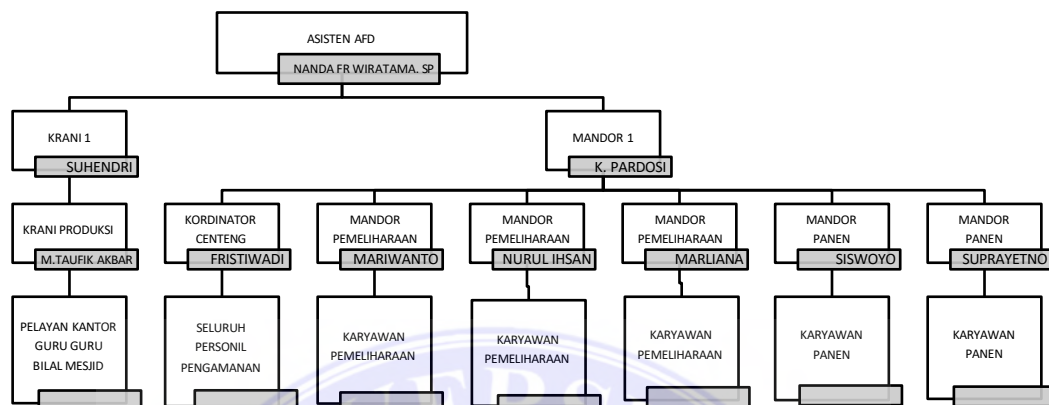 ASISTEN AFD
NANDA FR WIRATAMA. SP
KRANI 1
SUHENDRI
MANDOR 1
K. PARDOSI
KRANI PRODUKSI
M.TAUFIK AKBAR
KORDINATOR
CENTENG
FRISTIWADI
MANDOR
PEMELIHARAAN
MARIWANTO
MANDOR
PEMELIHARAAN
NURUL IHSAN
MANDOR
PEMELIHARAAN
MARLIANA
MANDOR
PANEN
SISWOYO
MANDOR
PANEN
SUPRAYETNO
PELAYAN KANTOR
GURU GURU
BILAL MESJID
SELURUH
PERSONIL
PENGAMANAN
KARYAWAN
PEMELIHARAAN
KARYAWAN
PEMELIHARAAN
KARYAWAN
PEMELIHARAAN
KARYAWAN
PANEN
KARYAWAN
PANEN